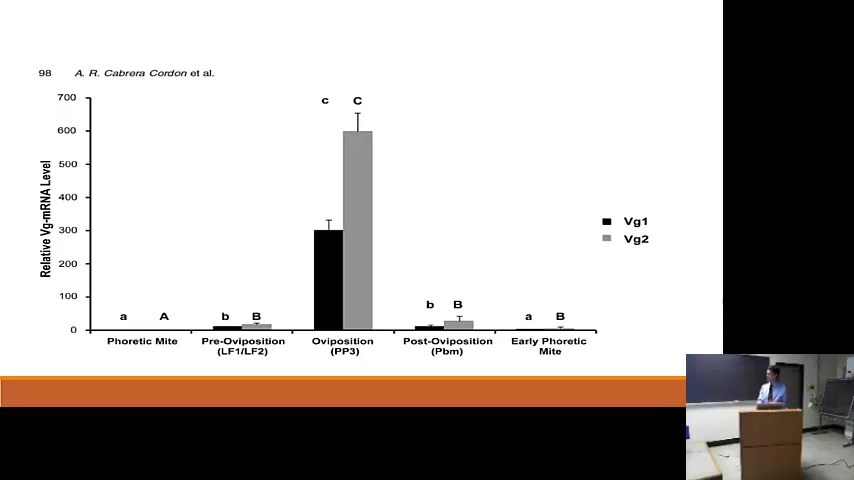 98 A. R. Cabrera Cordon et al.
700
600
500
400
300
200
100
0
Relative Vg-mRNA Level
c C
a A
b B
b B
a B
Vg1
Vg2
Phoretic Mite
Pre-Oviposition
(LF1/LF2)
Oviposition
(PP3)
Post-Oviposition
(Pbm)
Early Phoretic
Mite